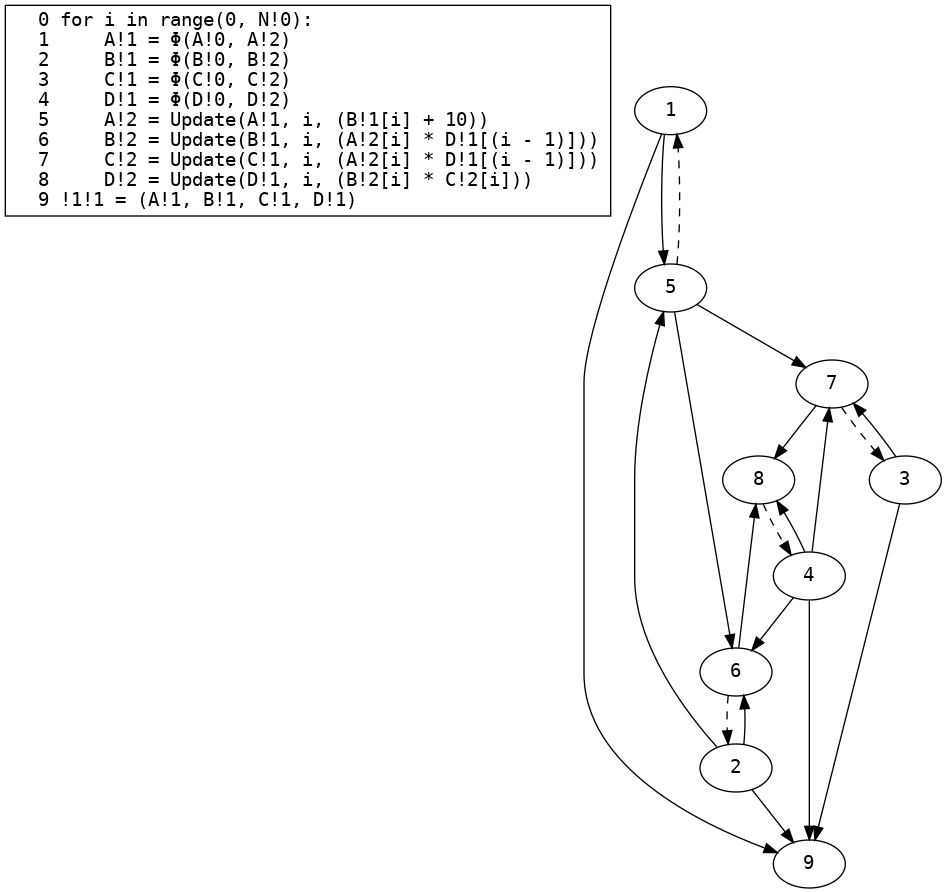 0 for i in range(0, N!0):
1     A!1 = Φ(A!0, A!2)
2     B!1 = Φ(B!0, B!2)
3     C!1 = Φ(C!0, C!2)
4     D!1 = Φ(D!0, D!2)
5     A!2 = Update(A!1, i, (B!1[i] + 10))
6     B!2 = Update(B!1, i, (A!2[i] * D!1[(i - 1)]))
7     C!2 = Update(C!1, i, (A!2[i] * D!1[(i - 1)]))
8     D!2 = Update(D!1, i, (B!2[i] * C!2[i]))
9 !1!1 = (A!1, B!1, C!1, D!1)
1
5
7
8
3
4
6
2
9